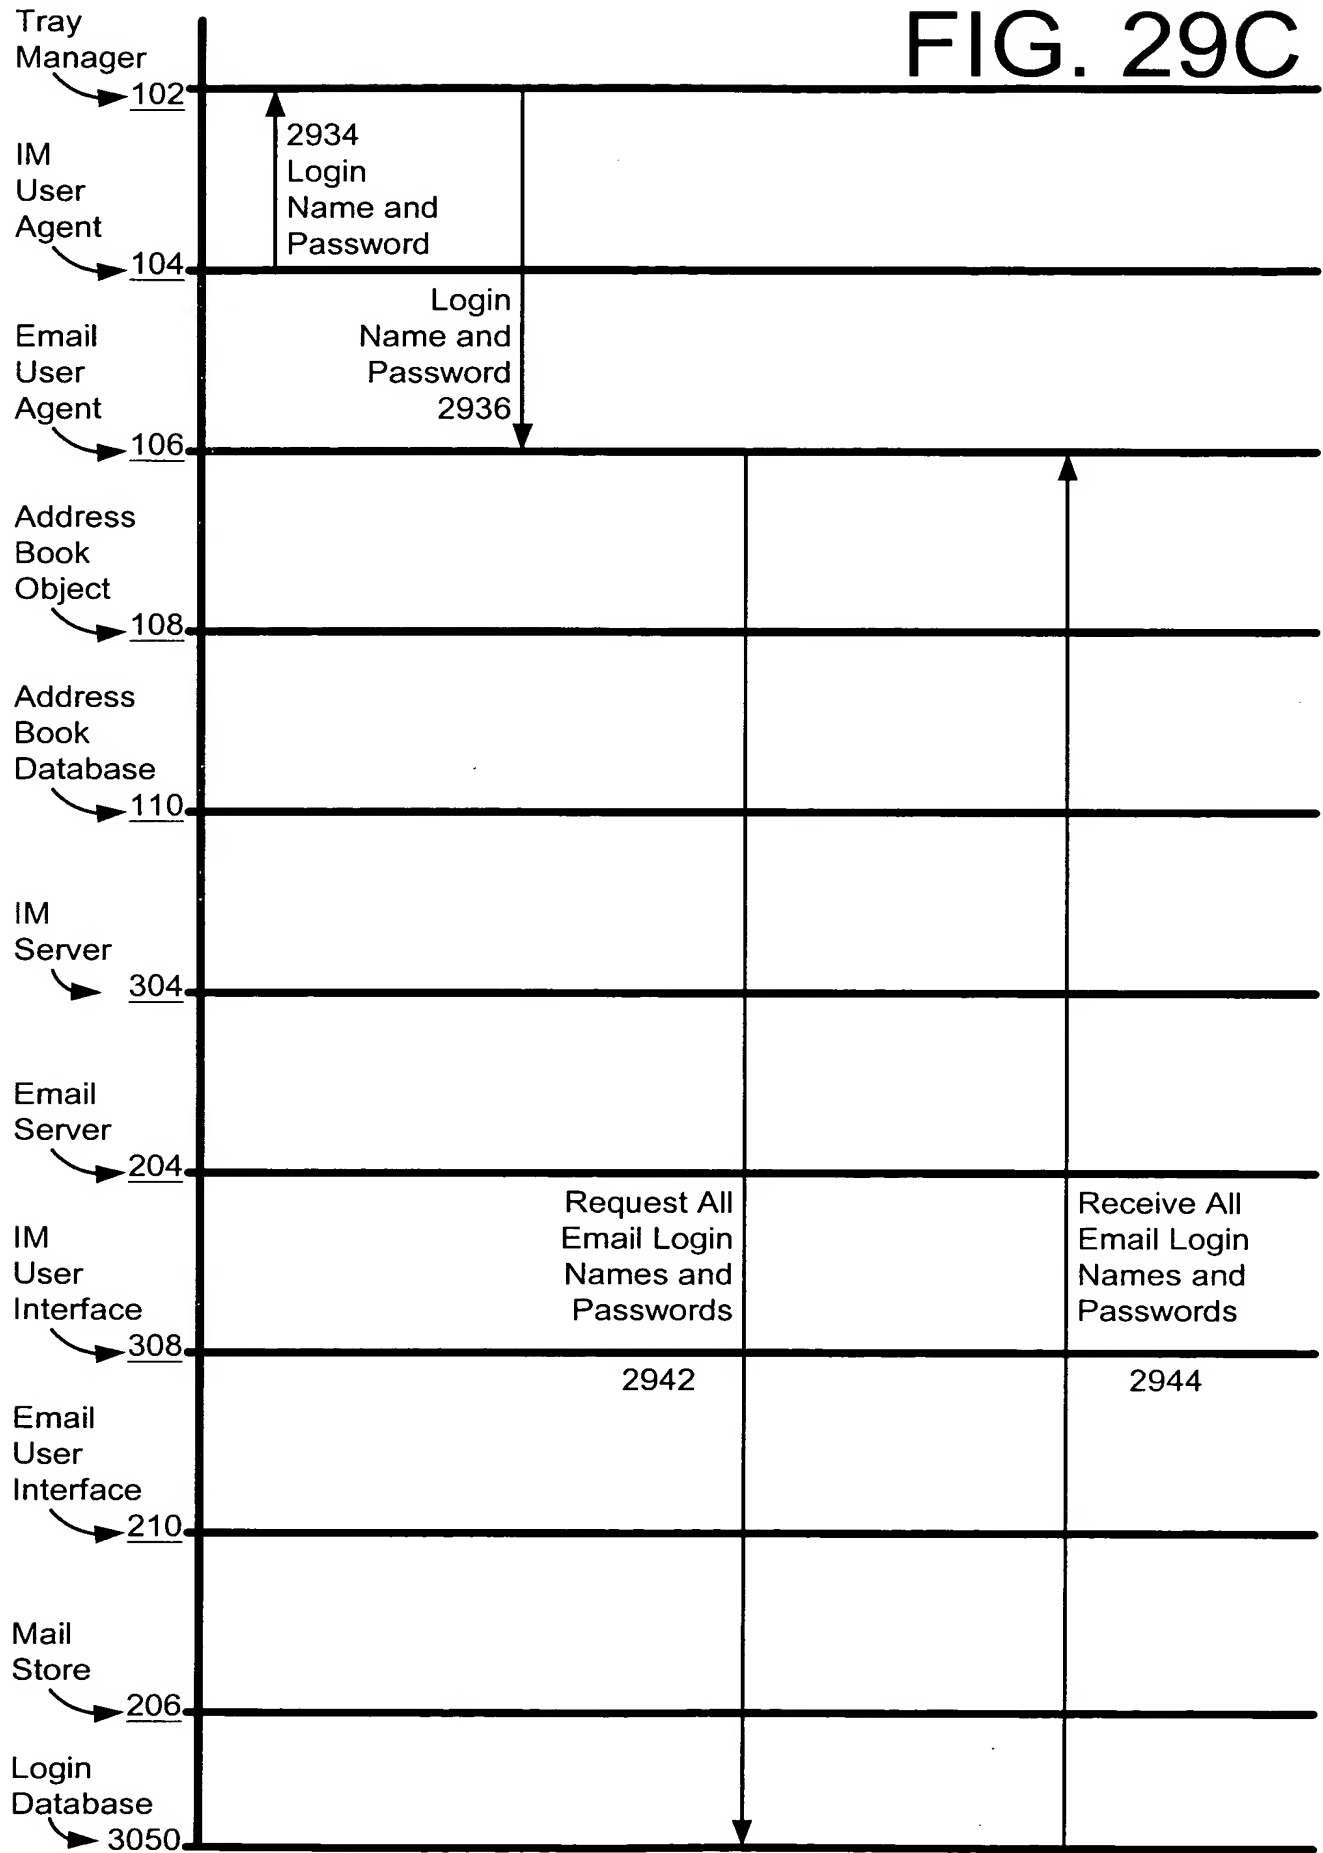 FIG. 29C
Tray
Manager
102
2934
Login
Name and
Password
IM
User
Agent
104
Login
Name and
Password
2936
Email
User
Agent
106
Address
Book
Object
108
Address
Book
Database
110
IM
Server
304
Email
Server
204
Request All
Email Login
Names and
Passwords
Receive All
Email Login
Names and
Passwords
IM
User
Interface
308
2942
2944
Email
User
Interface
210
Mail
Store
206
Login
Database
3050